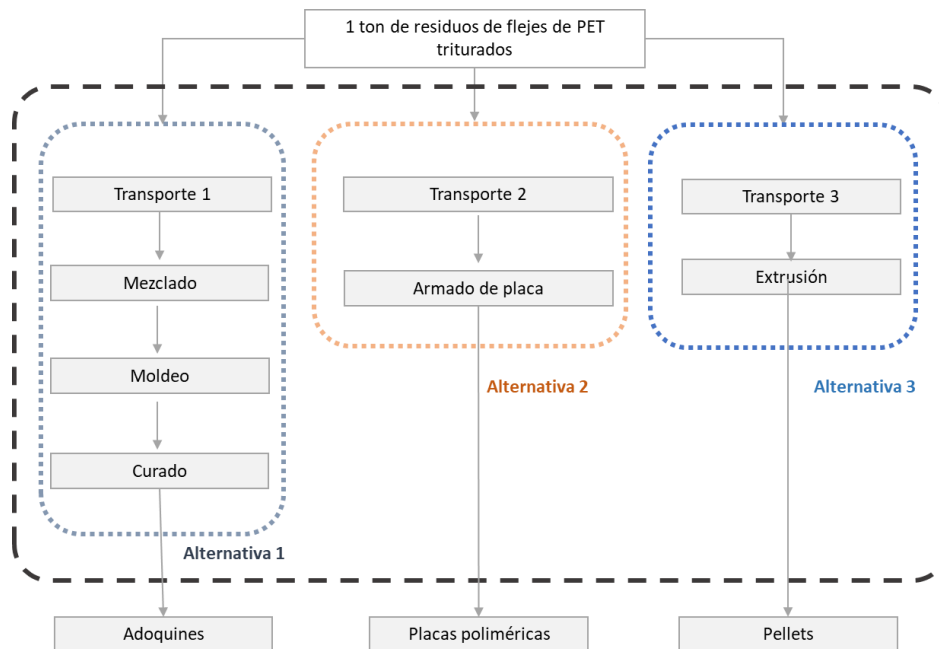 1 ton de residuos de flejes de PET
triturados
Transporte 1
Mezclado
Moldeo
Curado
Alternativa 1
Adoquines
Transporte 2
Armado de placa
Alternativa 2
Placas poliméricas
Transporte 3
Extrusión
Alternativa 3
Pellets